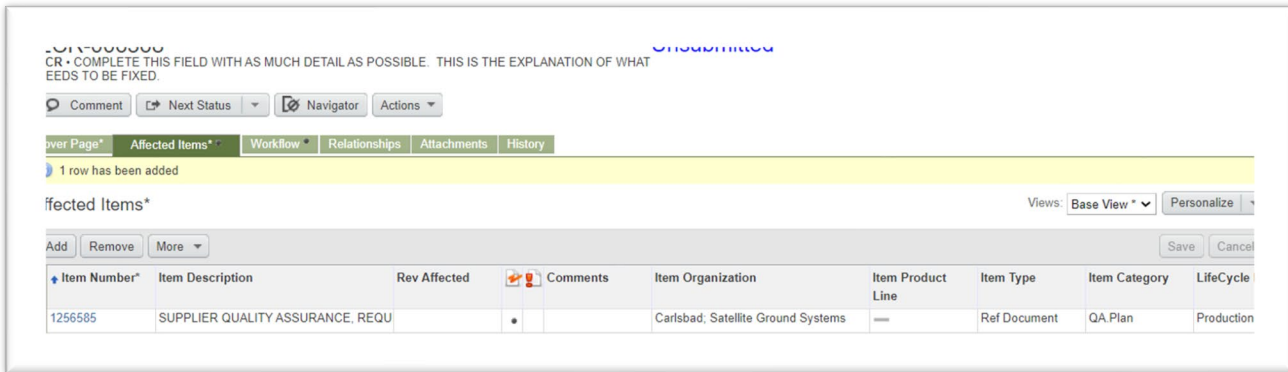 CR • COMPLETE THIS FIELD WITH AS MUCH DETAIL AS POSSIBLE. THIS IS THE EXPLANATION OF WHAT
EEDS TO BE FIXED.
Comment Next Status Navigator Actions
over Page* Affected Items* Workflow Relationships Attachments History
1 row has been added
ffected Items* Views: Base View * Personalize
Add Remove More Save Cancel
Item Number* Item Description Rev Affected Comments Item Organization Item Product Line Item Type Item Category LifeCycle
1256585 SUPPLIER QUALITY ASSURANCE, REQU Carlsbad; Satellite Ground Systems Ref Document QA.Plan Production